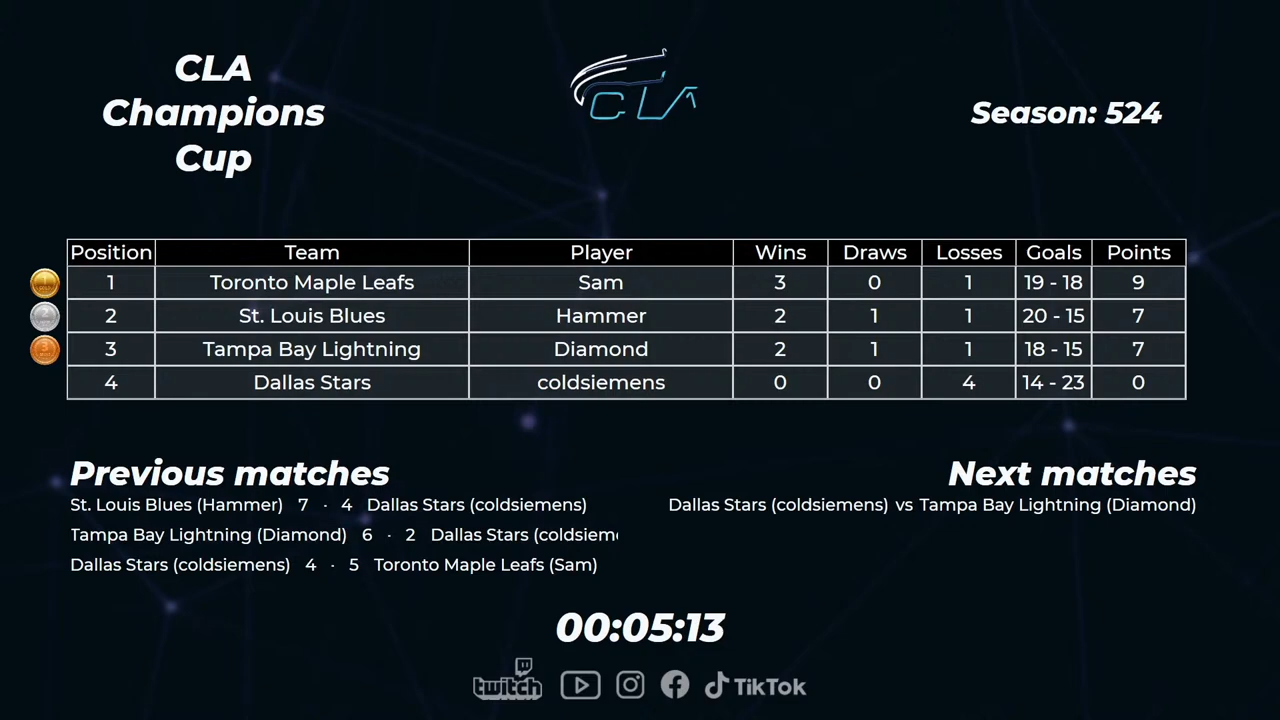 CLA
Champions
Cup
CLA
Season: 524
Position Team Player Wins Draws Losses Goals Points
1 Toronto Maple Leafs Sam 3 0 1 19 - 18 9
2 St. Louis Blues Hammer 2 1 1 20 - 15 7
3 Tampa Bay Lightning Diamond 2 1 1 18 - 15 7
4 Dallas Stars coldsiemens 0 0 4 14 - 23 0
Previous matches
St. Louis Blues (Hammer) 7 · 4 Dallas Stars (coldsiemens)
Tampa Bay Lightning (Diamond) 6 · 2 Dallas Stars (coldsiem
Dallas Stars (coldsiemens) 4 · 5 Toronto Maple Leafs (Sam)
Next matches
Dallas Stars (coldsiemens) vs Tampa Bay Lightning (Diamond)
00:05:13
twitch TikTok